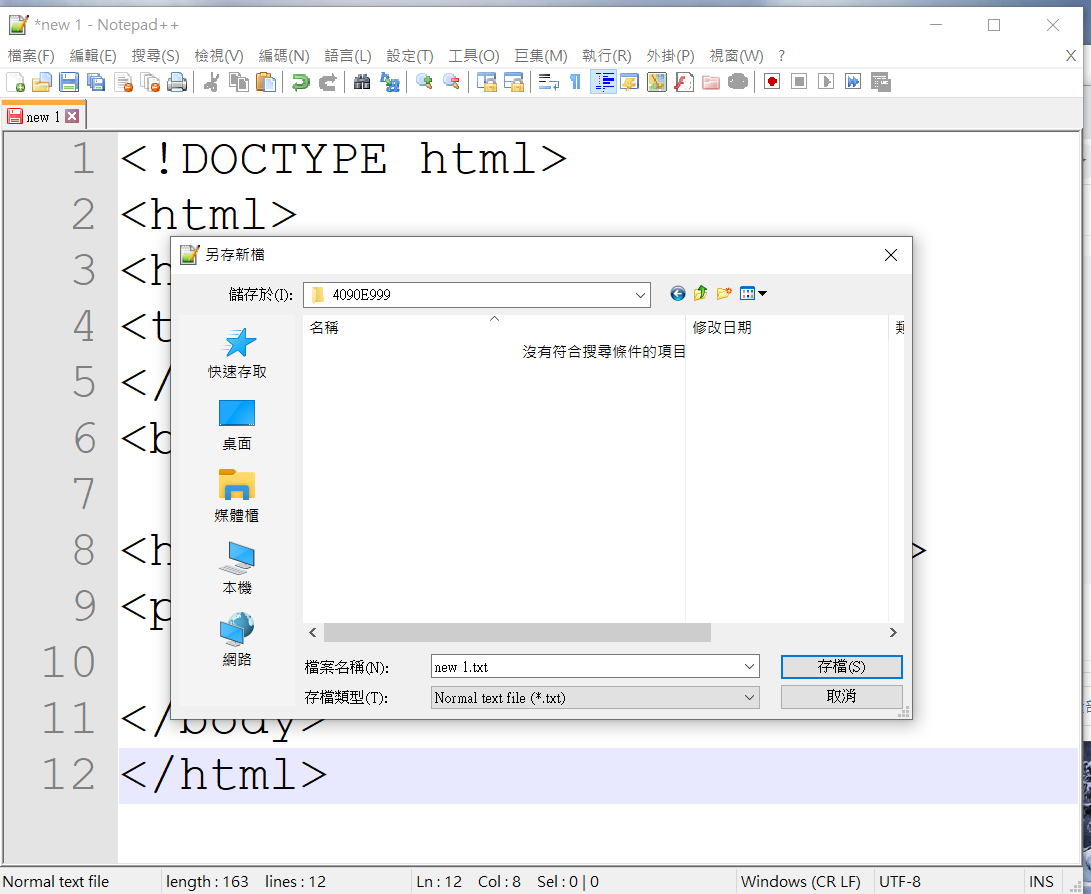 *new 1 - Notepad++
檔案(F) 編輯(E) 搜尋(S) 檢視(V) 編碼(N) 語言(L) 設定(T) 工具(O) 巨集(M) 執行(R) 外掛(P) 視窗(W) ? X
new 1
1 <!DOCTYPE html>
2 <html>
另存新檔
3 <h
儲存於(I): 4090E999
4 <t
名稱 修改日期
沒有符合搜尋條件的項目
快速存取
5 </
桌面
6 <b
7
媒體櫃
8 <h >
本機
9 <p
網路
10
檔案名稱(N): new 1.txt 存檔(S)
存檔類型(T): Normal text file (*.txt) 取消
11 </body>
12 </html>
Normal text file length : 163 lines : 12 Ln : 12 Col : 8 Sel : 0 | 0 Windows (CR LF) UTF-8 INS